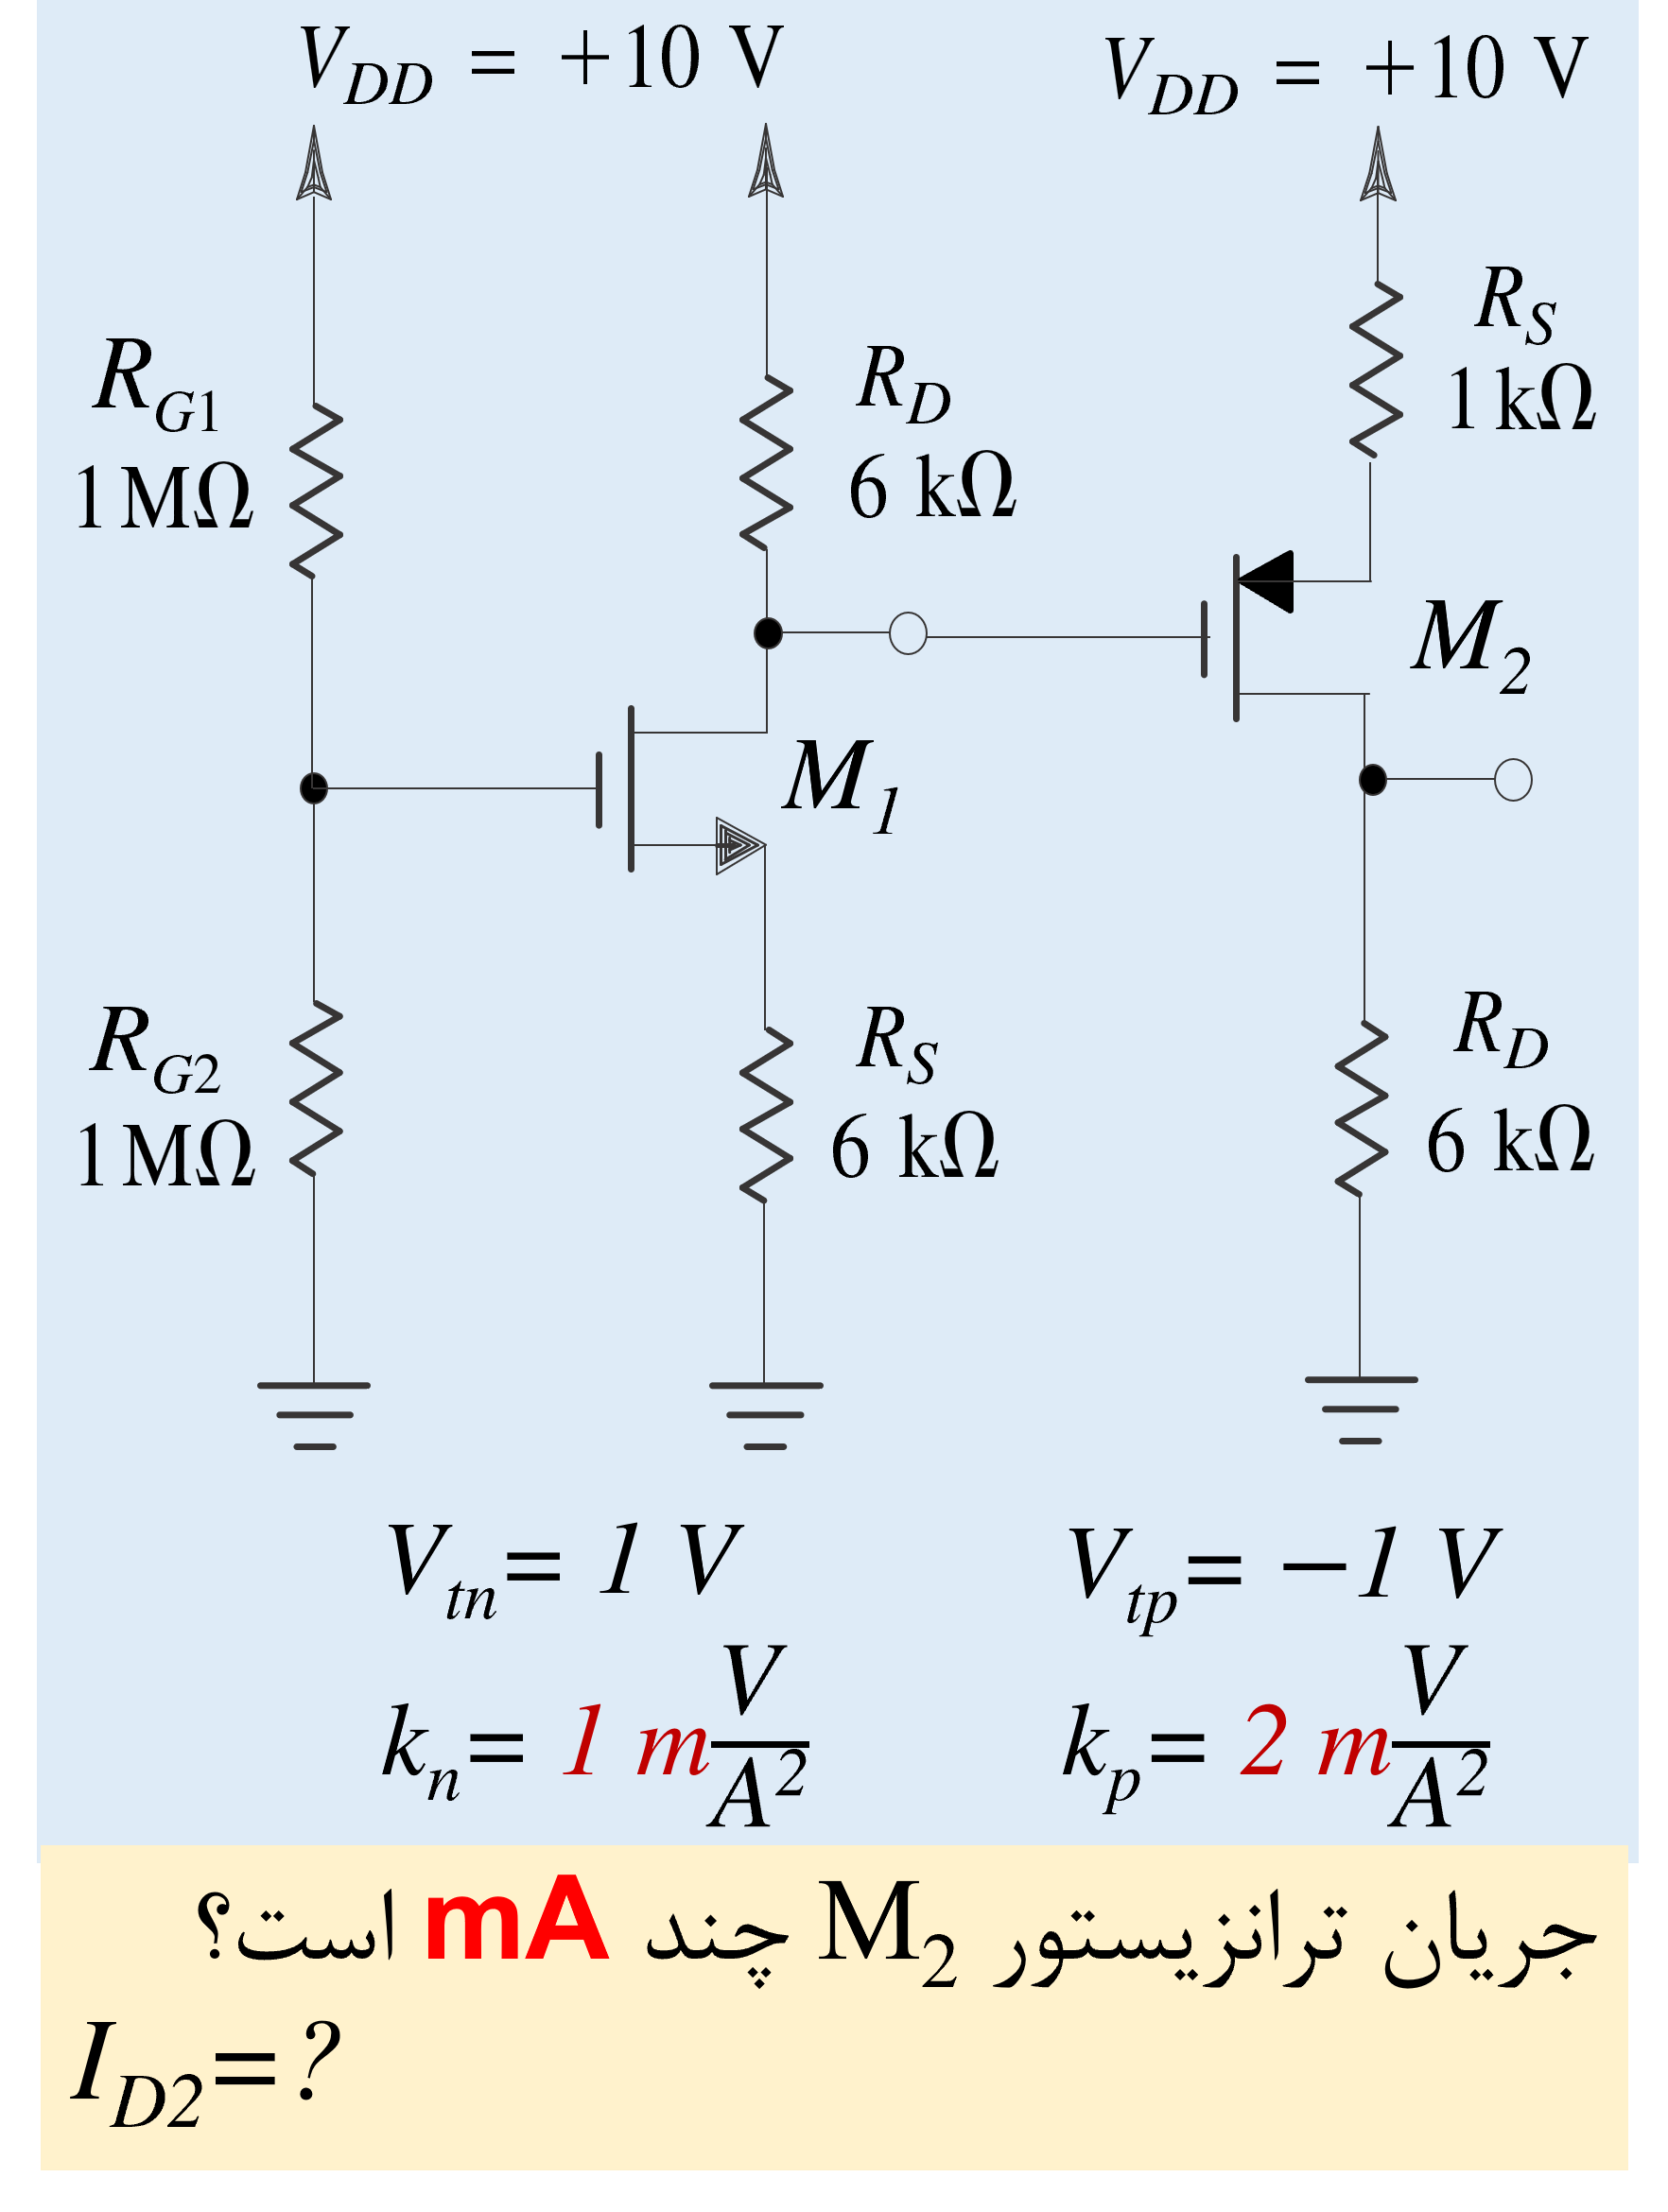 V_DD = +10 V
V_DD = +10 V
R_G1
1 MΩ
R_D
6 kΩ
R_S
1 kΩ
M_2
M_1
R_G2
1 MΩ
R_S
6 kΩ
R_D
6 kΩ
V_tn= 1 V
V_tp= −1 V
k_n= 1 m V/A²
k_p= 2 m V/A²
جریان ترانزیستور M₂ چند mA است؟
I_D2=?